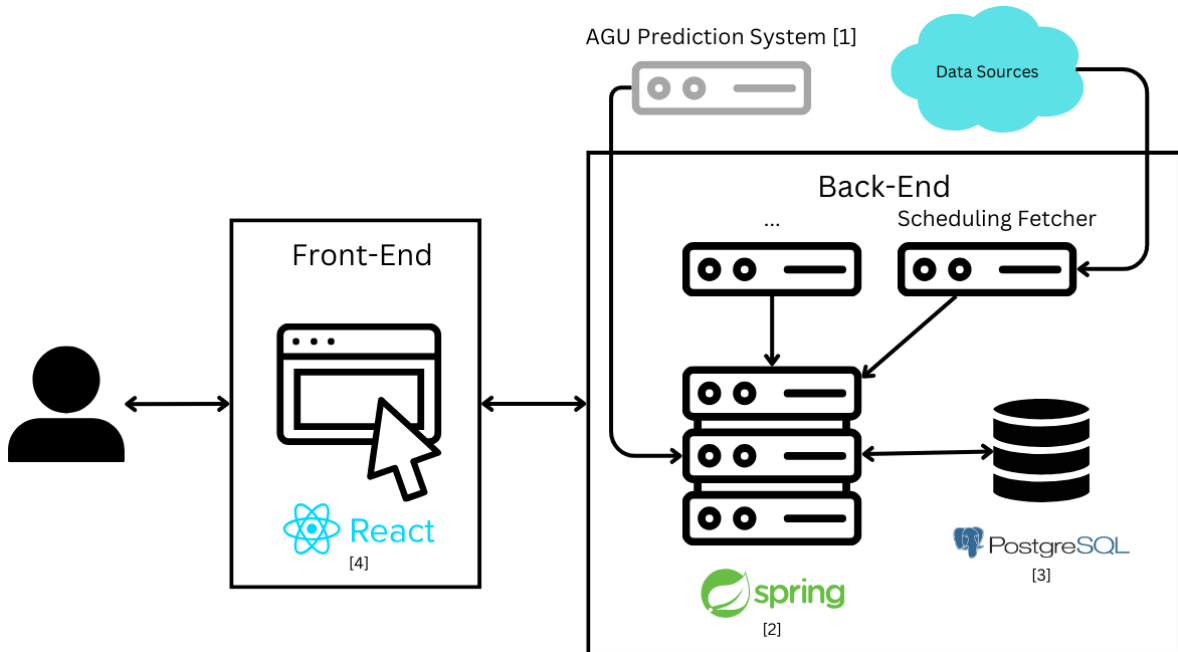 AGU Prediction System [1]
Data Sources
Back-End
...
Scheduling Fetcher
Front-End
React
[4]
PostgreSQL
[3]
spring
[2]